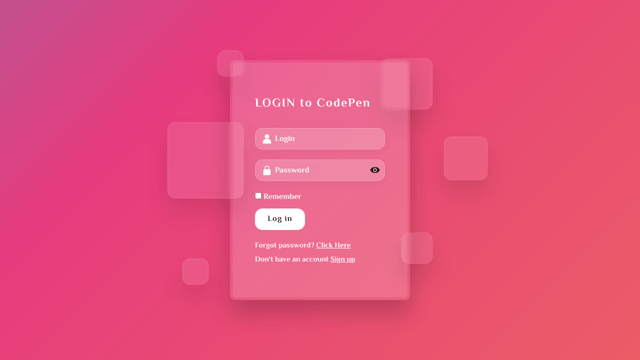 LOGIN to CodePen
Login
Password
Remember
Log in
Forgot password? Click Here
Don't have an account Sign up